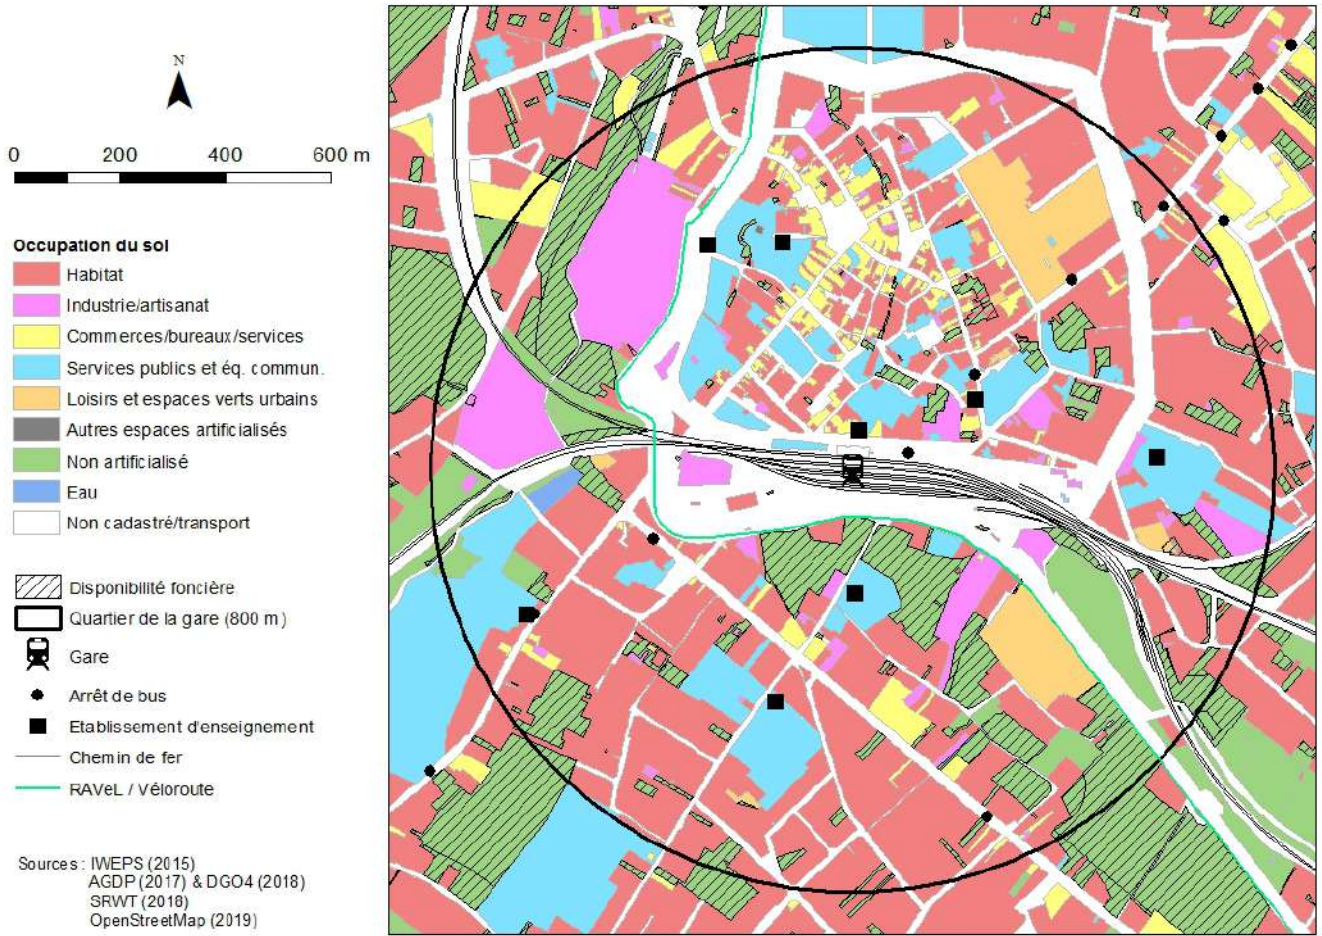 N
0 200 400 600 m
Occupation du sol
Habitat
Industrie/artisanat
Commerces/bureaux/services
Services publics et éq. commun.
Loisirs et espaces verts urbains
Autres espaces artificialisés
Non artificialisé
Eau
Non cadastré/transport
Disponibilité foncière
Quartier de la gare (800 m)
Gare
Arrêt de bus
Etablissement d'enseignement
Chemin de fer
RAVeL / Véloroute
Sources : IWEPS (2015)
AGDP (2017) & DGO4 (2018)
SRWT (2018)
OpenStreetMap (2019)